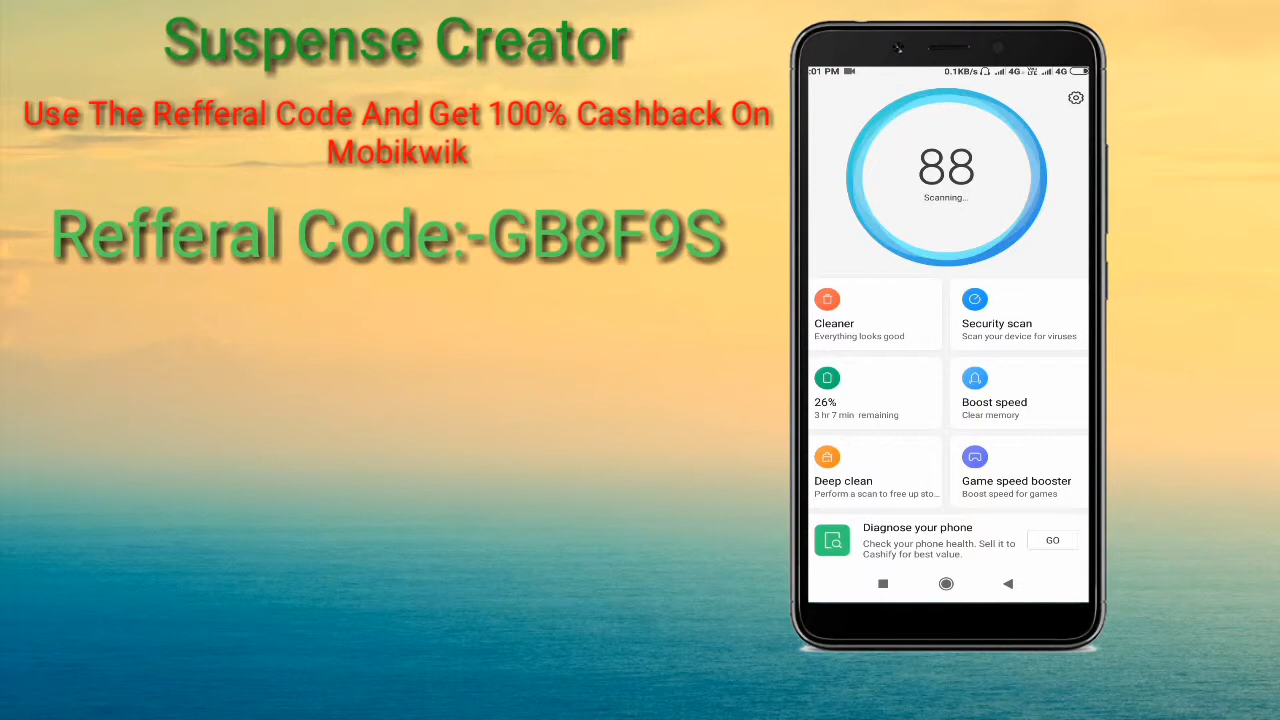 Suspense Creator
Use The Refferal Code And Get 100% Cashback On
Mobikwik
Refferal Code:-GB8F9S
:01 PM
0.1KB/s 4G VoLTE 4G
88
Scanning...
Cleaner
Everything looks good
Security scan
Scan your device for viruses
26%
3 hr 7 min remaining
Boost speed
Clear memory
Deep clean
Perform a scan to free up sto...
Game speed booster
Boost speed for games
Diagnose your phone
Check your phone health. Sell it to
Cashify for best value.
GO